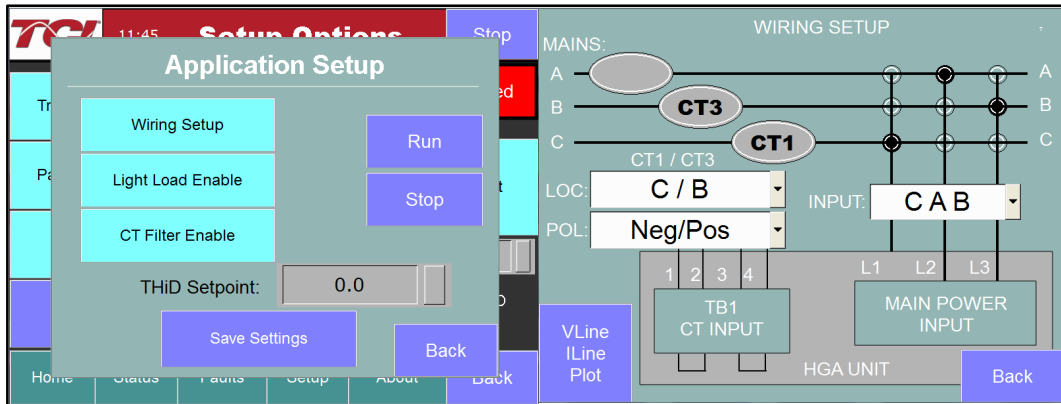 TCI
11:45
Setup Options
Stop
Application Setup
Wiring Setup
Light Load Enable
CT Filter Enable
Run
Stop
THiD Setpoint:
0.0
Save Settings
Back
Home
Status
Faults
Setup
About
Back
WIRING SETUP
MAINS:
A
A
B
CT3
B
C
CT1
C
CT1 / CT3
LOC:
C / B
INPUT:
C A B
POL:
Neg/Pos
1 2 3 4
L1 L2 L3
TB1
CT INPUT
MAIN POWER
INPUT
VLine
ILine
Plot
HGA UNIT
Back